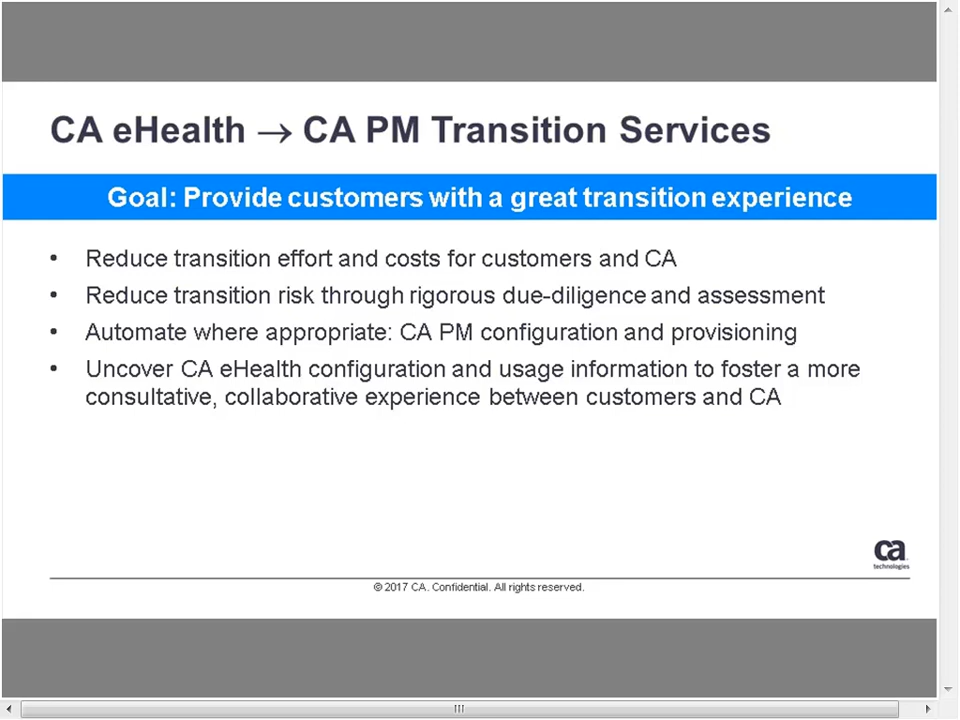 CA eHealth → CA PM Transition Services
Goal: Provide customers with a great transition experience
• Reduce transition effort and costs for customers and CA
• Reduce transition risk through rigorous due-diligence and assessment
• Automate where appropriate: CA PM configuration and provisioning
• Uncover CA eHealth configuration and usage information to foster a more
consultative, collaborative experience between customers and CA
ca
technologies
© 2017 CA. Confidential. All rights reserved.